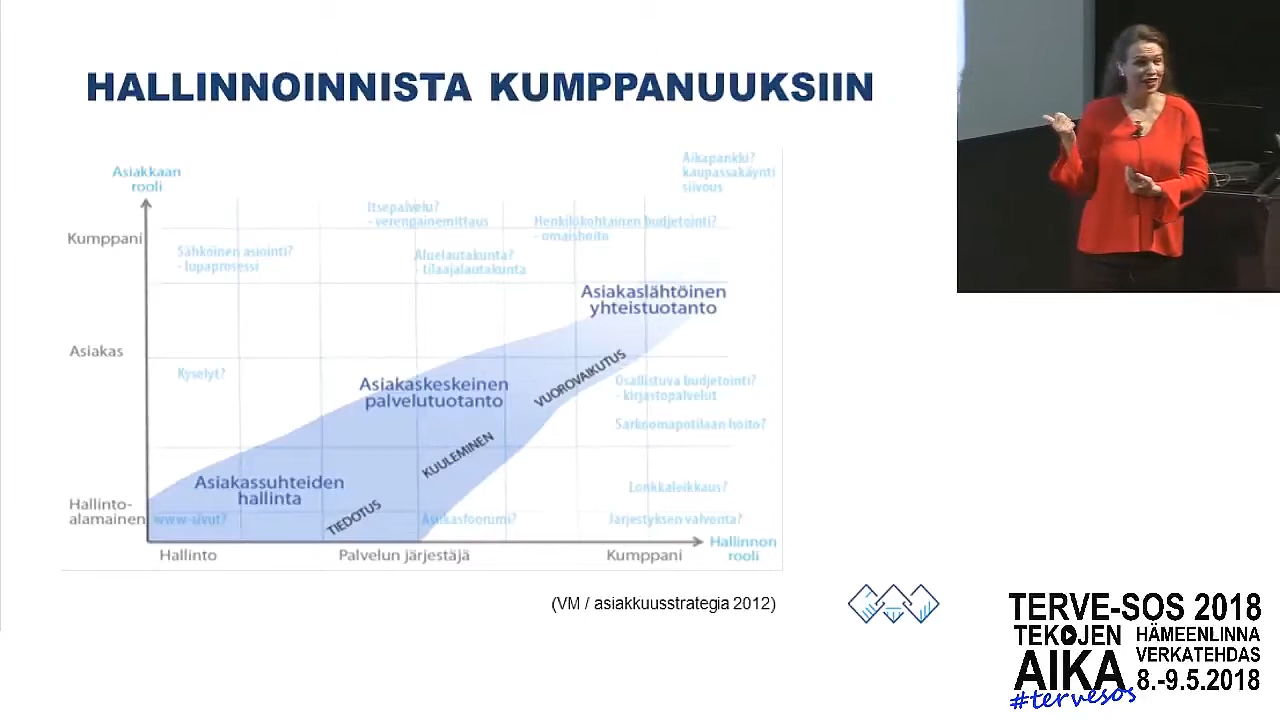 HALLINNOINNISTA KUMPPANUUKSIIN
Asiakkaan
rooli
Aikapankki?
kaupassakäynti
siivous
Itsepalvelu?
- verenpainemittaus
Henkilökohtainen budjetointi?
- omaishoito
Kumppani
Sähköinen asiointi?
- lupaprosessi
Aluelautakunta?
- tilaajalautakunta
Asiakaslähtöinen
yhteistuotanto
Asiakas
Kyselyt?
Asiakaskeskeinen
palvelutuotanto
VUOROVAIKUTUS
Osallistuva budjetointi?
- kirjastopalvelut
Sarkoomapotilaan hoito?
KUULEMINEN
Asiakassuhteiden
hallinta
Lonkkaleikkaus?
Hallinto-
alamainen
www-sivut?
TIEDOTUS
Asukasfoorumi?
Järjestyksen valvonta?
Hallinto
Palvelun järjestäjä
Kumppani
Hallinnon
rooli
(VM / asiakkuusstrategia 2012)
TERVE-SOS 2018
TEKOJEN
AIKA
HÄMEENLINNA
VERKATEHDAS
8.-9.5.2018
#tervesos